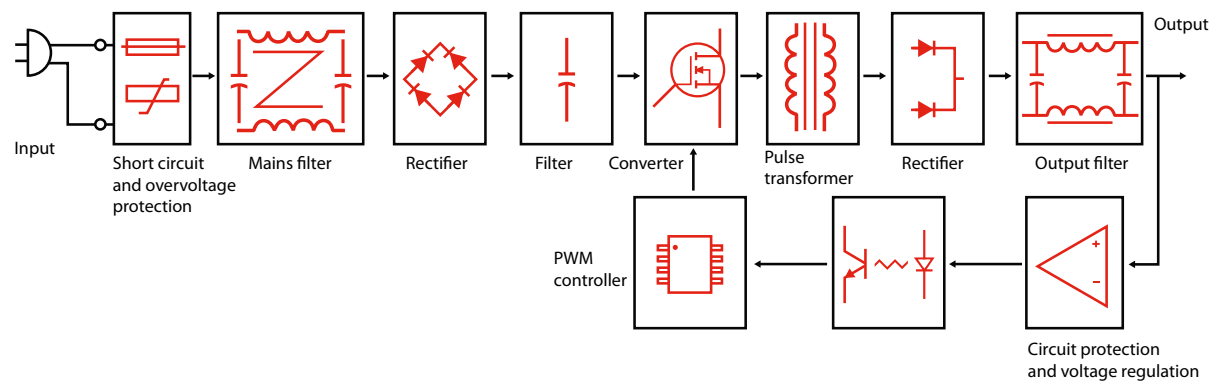 Output
Input
Short circuit
and overvoltage
protection
Mains filter
Rectifier
Filter
Converter
Pulse
transformer
Rectifier
Output filter
PWM
controller
+
−
Circuit protection
and voltage regulation